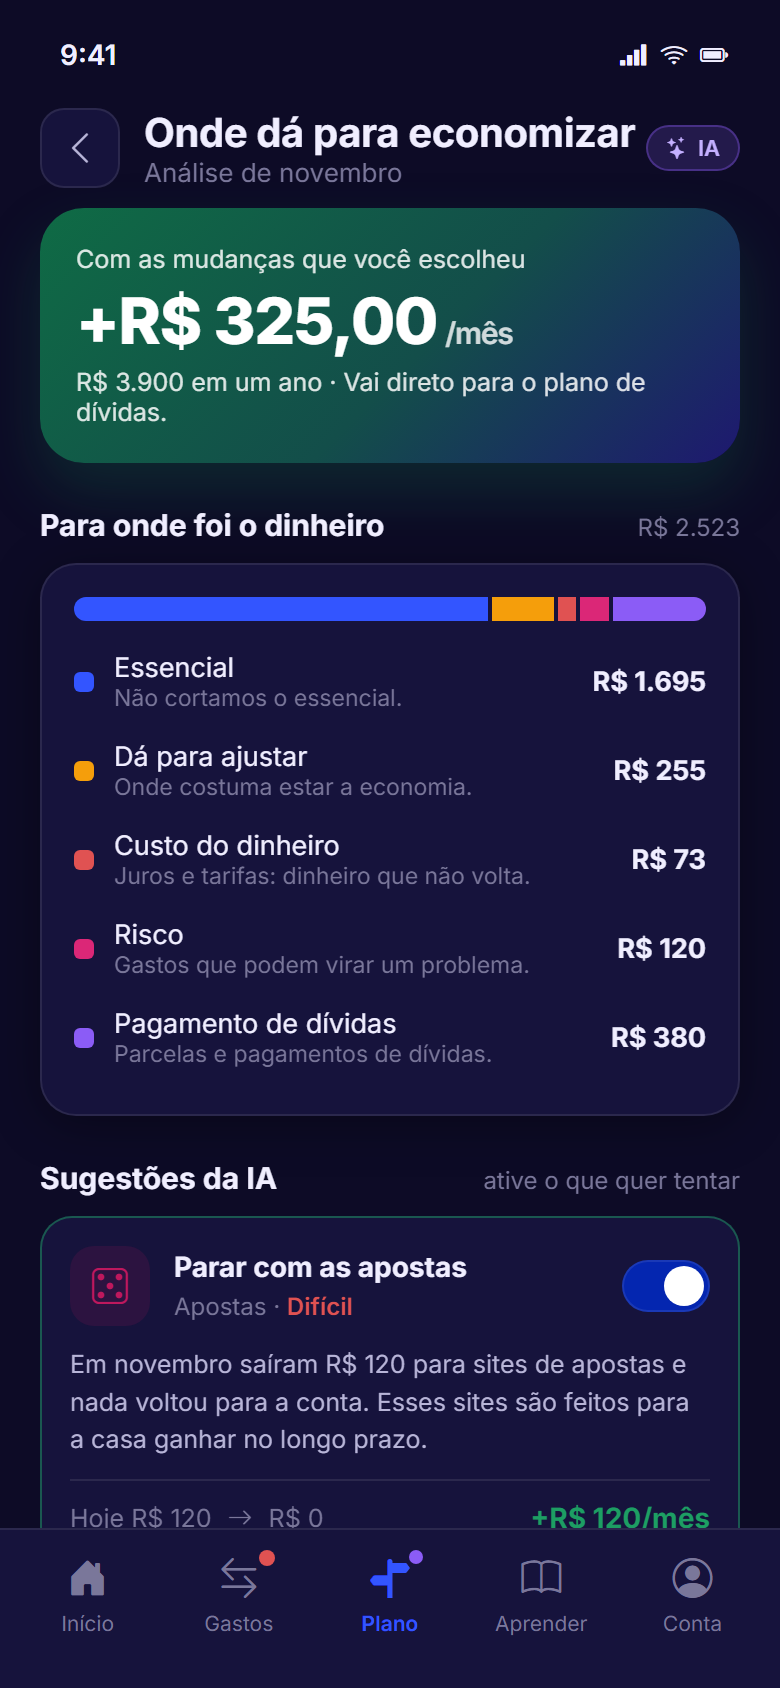 9:41
Onde dá para economizar
IA
Análise de novembro
Com as mudanças que você escolheu
+R$ 325,00 /mês
R$ 3.900 em um ano · Vai direto para o plano de
dívidas.
Para onde foi o dinheiro
R$ 2.523
Essencial
Não cortamos o essencial.
R$ 1.695
Dá para ajustar
Onde costuma estar a economia.
R$ 255
Custo do dinheiro
Juros e tarifas: dinheiro que não volta.
R$ 73
Risco
Gastos que podem virar um problema.
R$ 120
Pagamento de dívidas
Parcelas e pagamentos de dívidas.
R$ 380
Sugestões da IA
ative o que quer tentar
Parar com as apostas
Apostas · Difícil
Em novembro saíram R$ 120 para sites de apostas e
nada voltou para a conta. Esses sites são feitos para
a casa ganhar no longo prazo.
Hoje R$ 120 → R$ 0
+R$ 120/mês
Início
Gastos
Plano
Aprender
Conta